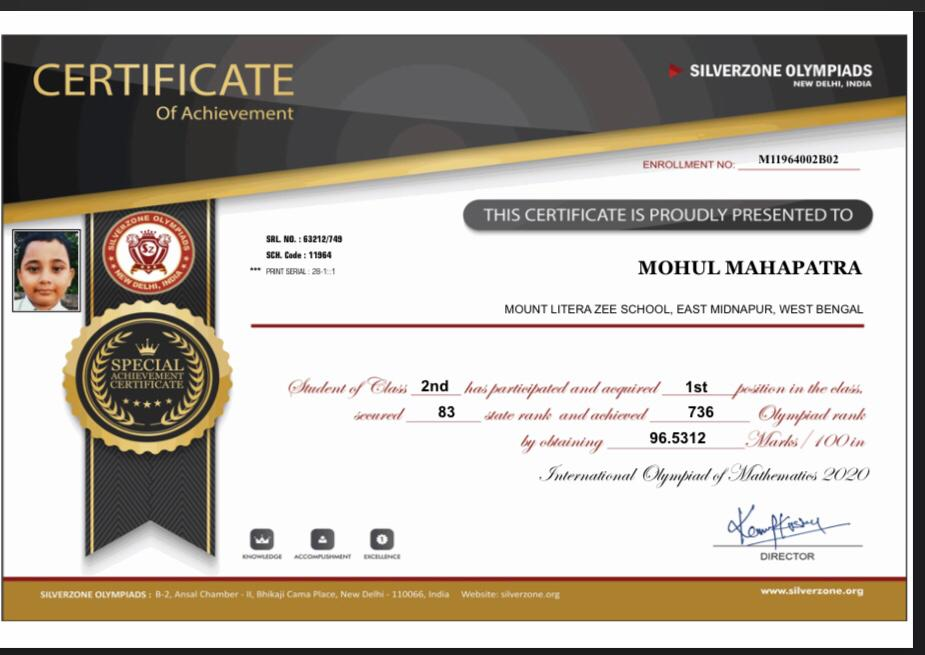 CERTIFICATE
Of Achievement
SILVERZONE OLYMPIADS
NEW DELHI, INDIA
ENROLLMENT NO: M11964002B02
THIS CERTIFICATE IS PROUDLY PRESENTED TO
SILVERZONE OLYMPIADS
SZ
NEW DELHI, INDIA
SRL. NO. : 63212/749
SCH. Code : 11964
*** PRINT SERIAL : 28-1::1
MOHUL MAHAPATRA
MOUNT LITERA ZEE SCHOOL, EAST MIDNAPUR, WEST BENGAL
SPECIAL
ACHIEVEMENT
CERTIFICATE
Student of Class 2nd has participated and acquired 1st position in the class,
secured 83 state rank and achieved 736 Olympiad rank
by obtaining 96.5312 Marks / 100 in
International Olympiad of Mathematics 2020
KNOWLEDGE ACCOMPLISHMENT EXCELLENCE
DIRECTOR
SILVERZONE OLYMPIADS : B-2, Ansal Chamber - II, Bhikaji Cama Place, New Delhi - 110066, India Website: silverzone.org
www.silverzone.org